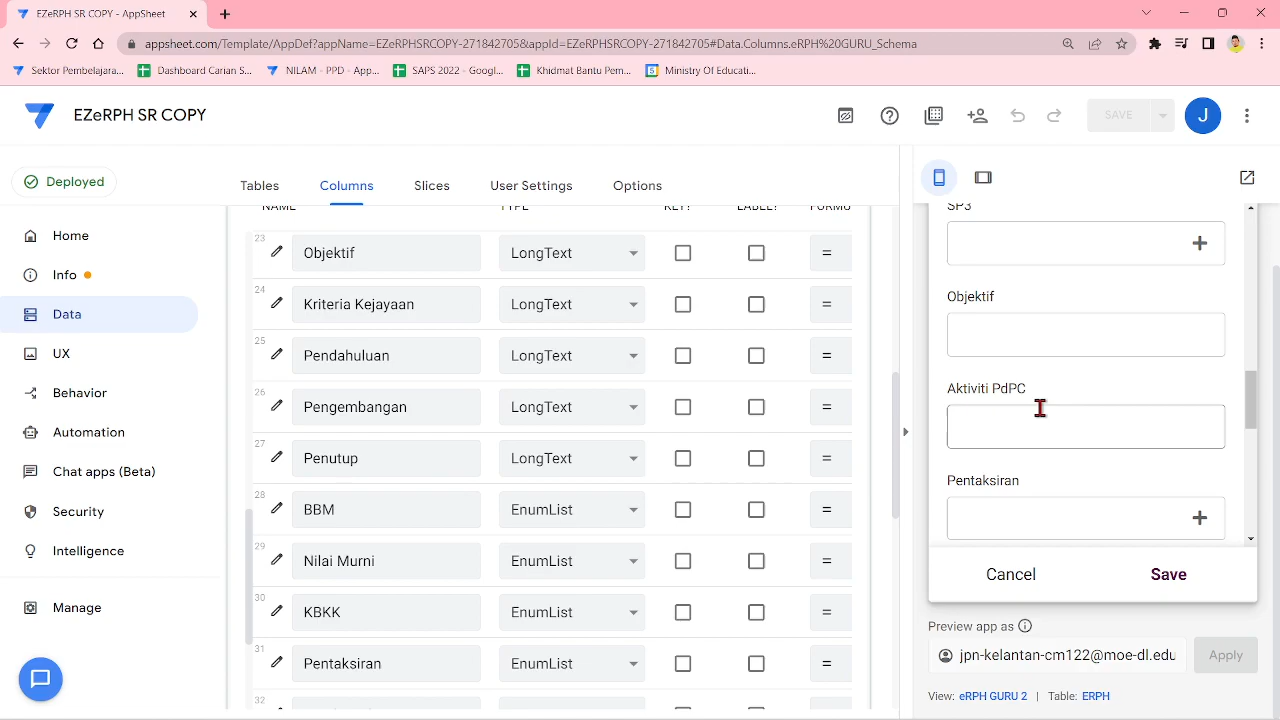 EZeRPH SR COPY - AppSheet
appsheet.com/Template/AppDef?appName=EZeRPHSRCOPY-271842705&appId=EZeRPHSRCOPY-271842705#Data.Columns.eRPH%20GURU_Schema
Sektor Pembelajara...
Dashboard Carian S...
NILAM - PPD - App...
SAPS 2022 - Googl...
Khidmat Bantu Pem...
Ministry Of Educati...
EZeRPH SR COPY
SAVE
J
Deployed
Tables
Columns
Slices
User Settings
Options
Home
Info
Data
UX
Behavior
Automation
Chat apps (Beta)
Security
Intelligence
Manage
NAME TYPE KEY? LABEL? FORMU
23 Objektif LongText =
24 Kriteria Kejayaan LongText =
25 Pendahuluan LongText =
26 Pengembangan LongText =
27 Penutup LongText =
28 BBM EnumList =
29 Nilai Murni EnumList =
30 KBKK EnumList =
31 Pentaksiran EnumList =
32
SP3
Objektif
Aktiviti PdPC
Pentaksiran
Cancel Save
Preview app as
jpn-kelantan-cm122@moe-dl.edu
Apply
View: eRPH GURU 2 | Table: ERPH